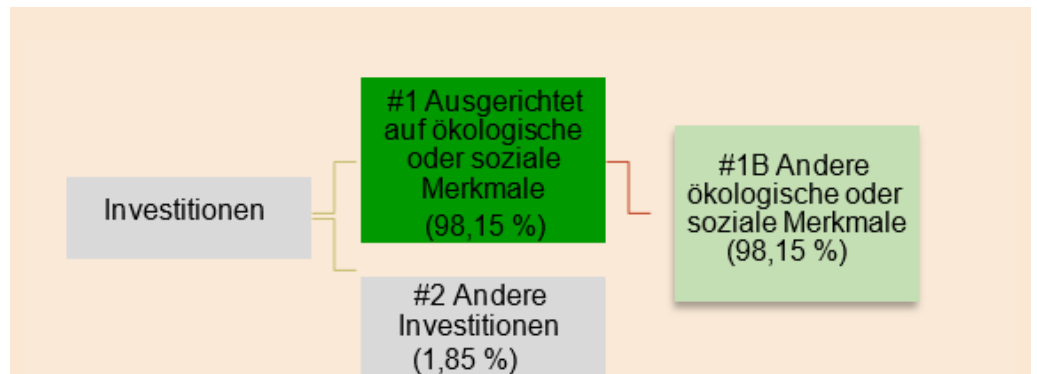 Investitionen
#1 Ausgerichtet
auf ökologische
oder soziale
Merkmale
(98,15 %)
#2 Andere
Investitionen
(1,85 %)
#1B Andere
ökologische oder
soziale Merkmale
(98,15 %)